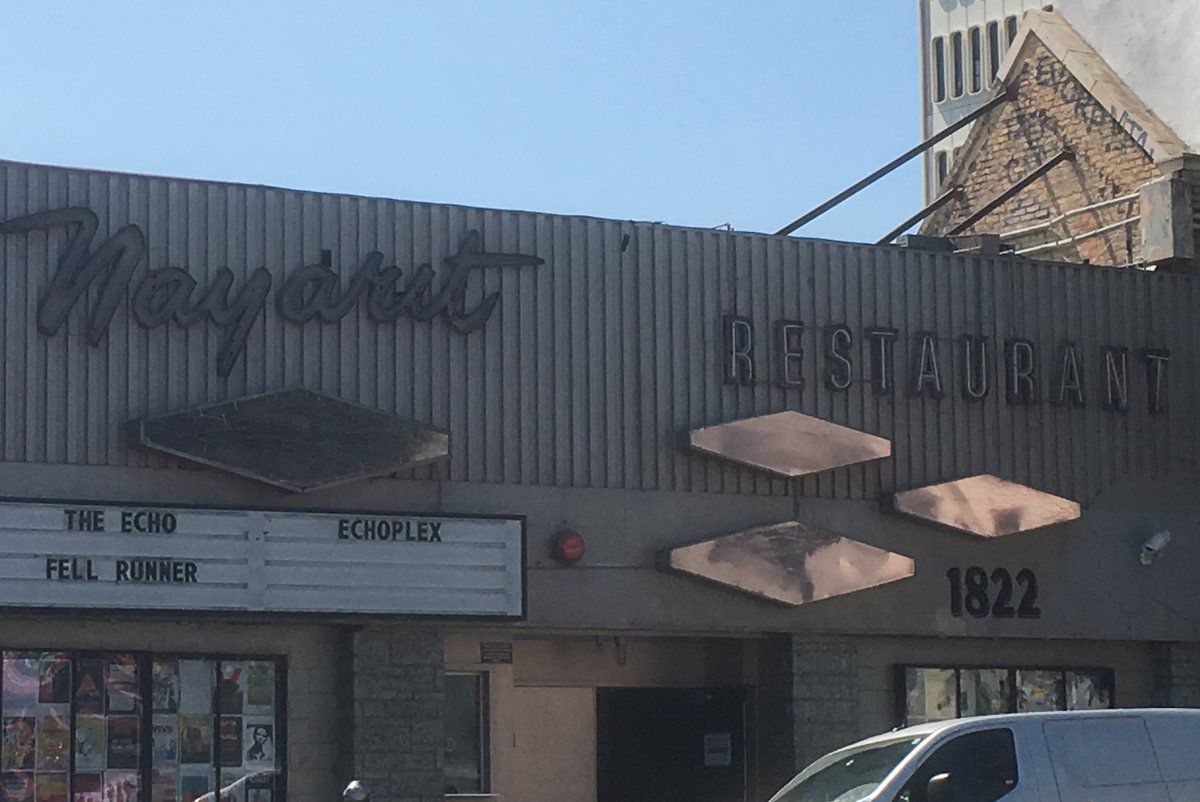 Nayarit
RESTAURANT
THE ECHO
ECHOPLEX
FELL RUNNER
1822